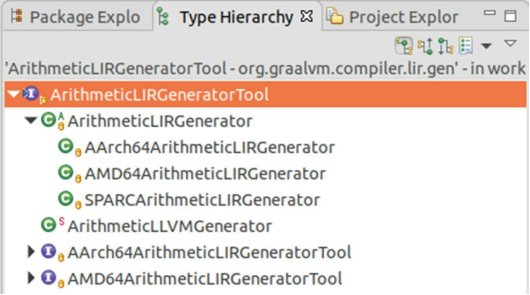 Package Explo Type Hierarchy Project Explor
'ArithmeticLIRGeneratorTool - org.graalvm.compiler.lir.gen' - in work
ArithmeticLIRGeneratorTool
ArithmeticLIRGenerator
AArch64ArithmeticLIRGenerator
AMD64ArithmeticLIRGenerator
SPARCArithmeticLIRGenerator
ArithmeticLLVMGenerator
AArch64ArithmeticLIRGeneratorTool
AMD64ArithmeticLIRGeneratorTool